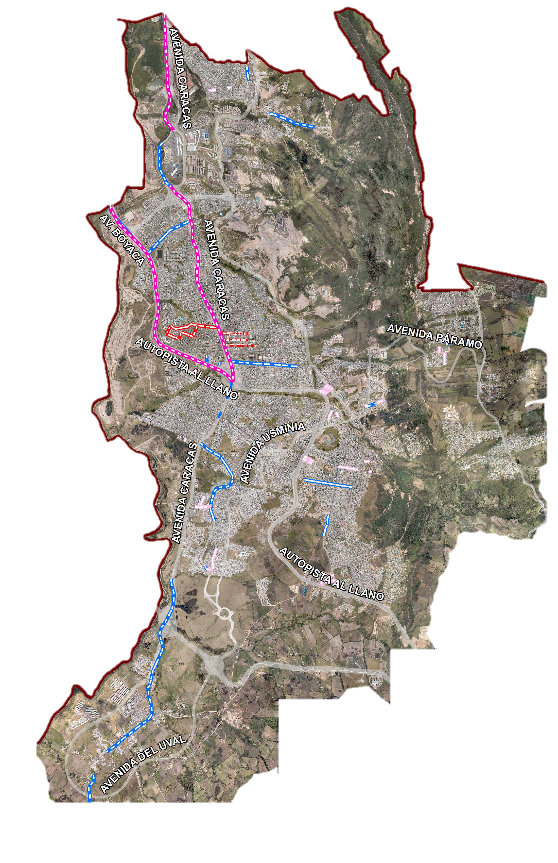 AVENIDA CARACAS
AV. BOYACA
AVENIDA CARACAS
AUTOPISTA AL LLANO
AVENIDA PARAMO
AVENIDA USMINIA
AVENIDA CARACAS
AUTOPISTA AL LLANO
AVENIDA DEL UVAL